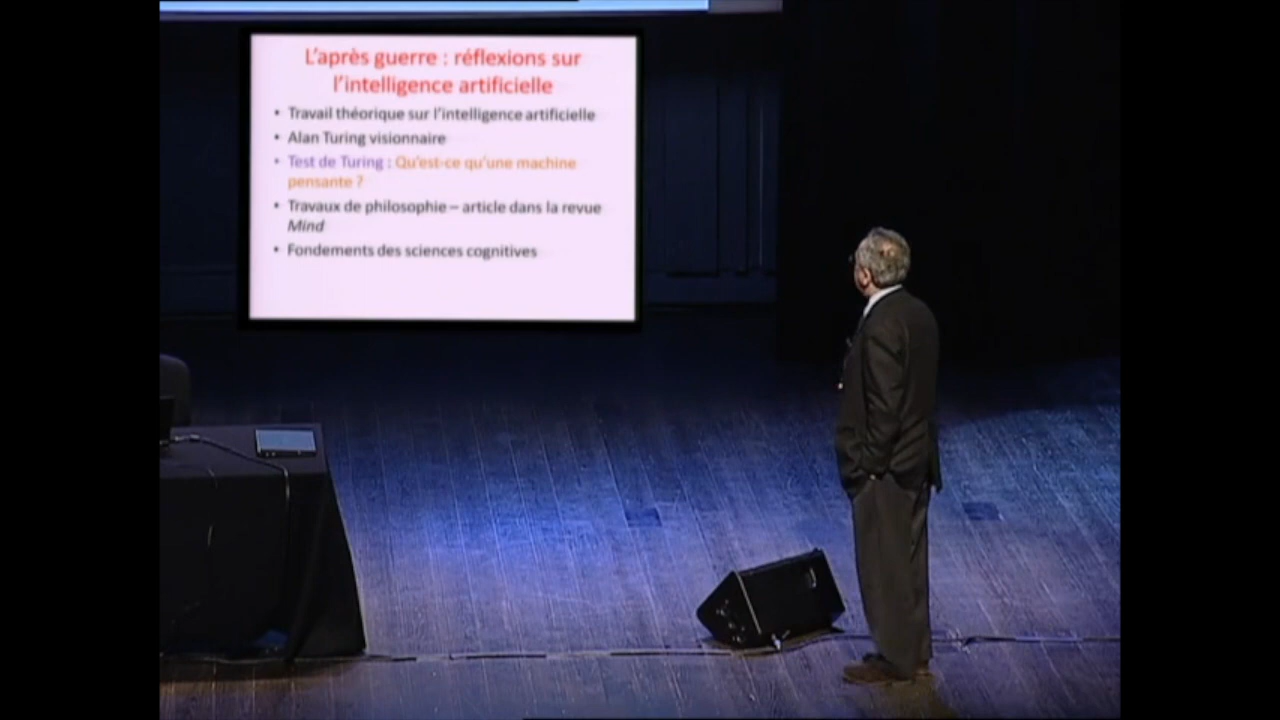 L'après guerre : réflexions sur
l'intelligence artificielle
• Travail théorique sur l'intelligence artificielle
• Alan Turing visionnaire
• Test de Turing : Qu'est-ce qu'une machine
pensante ?
• Travaux de philosophie – article dans la revue
Mind
• Fondements des sciences cognitives